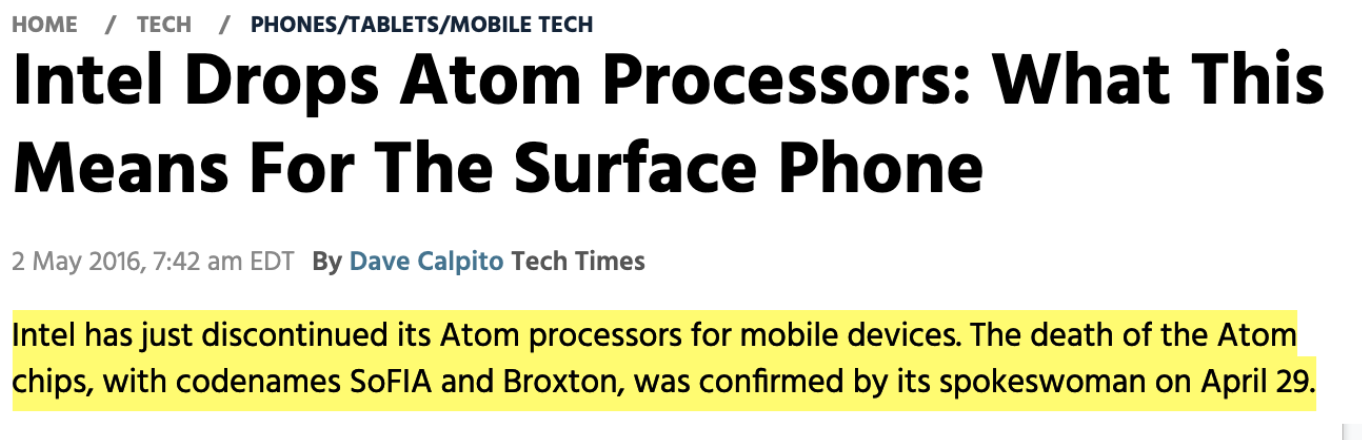 HOME / TECH / PHONES/TABLETS/MOBILE TECH
Intel Drops Atom Processors: What This
Means For The Surface Phone
2 May 2016, 7:42 am EDT By Dave Calpito Tech Times
Intel has just discontinued its Atom processors for mobile devices. The death of the Atom
chips, with codenames SoFIA and Broxton, was confirmed by its spokeswoman on April 29.